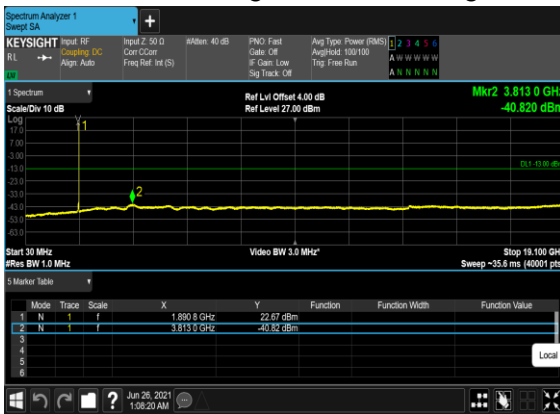 Spectrum Analyzer 1
Swept SA
+
KEYSIGHT Input: RF Input Z: 50 Ω #Atten: 40 dB PNO: Fast Avg Type: Power (RMS) 1 2 3 4 5 6
RL Coupling: DC Corr CCorr Gate: Off Avg|Hold: 100/100 A W W W W W
Align: Auto Freq Ref: Int (S) IF Gain: Low Trig: Free Run
LV Sig Track: Off A N N N N N
1 Spectrum Ref Lvl Offset 4.00 dB Mkr2 3.813 0 GHz
Scale/Div 10 dB Ref Level 27.00 dBm -40.820 dBm
Log
17.0 1
7.00
-3.00
-13.0 DL1 -13.00 dBm
-23.0
-33.0 2
-43.0
-53.0
-63.0
Start 30 MHz Video BW 3.0 MHz* Stop 19.100 GHz
#Res BW 1.0 MHz Sweep ~35.6 ms (40001 pts
5 Marker Table
Mode Trace Scale X Y Function Function Width Function Value
1 N 1 f 1.890 8 GHz 22.67 dBm
2 N 1 f 3.813 0 GHz -40.82 dBm
3
4
5
6
Local
? Jun 26, 2021
1:08:20 AM